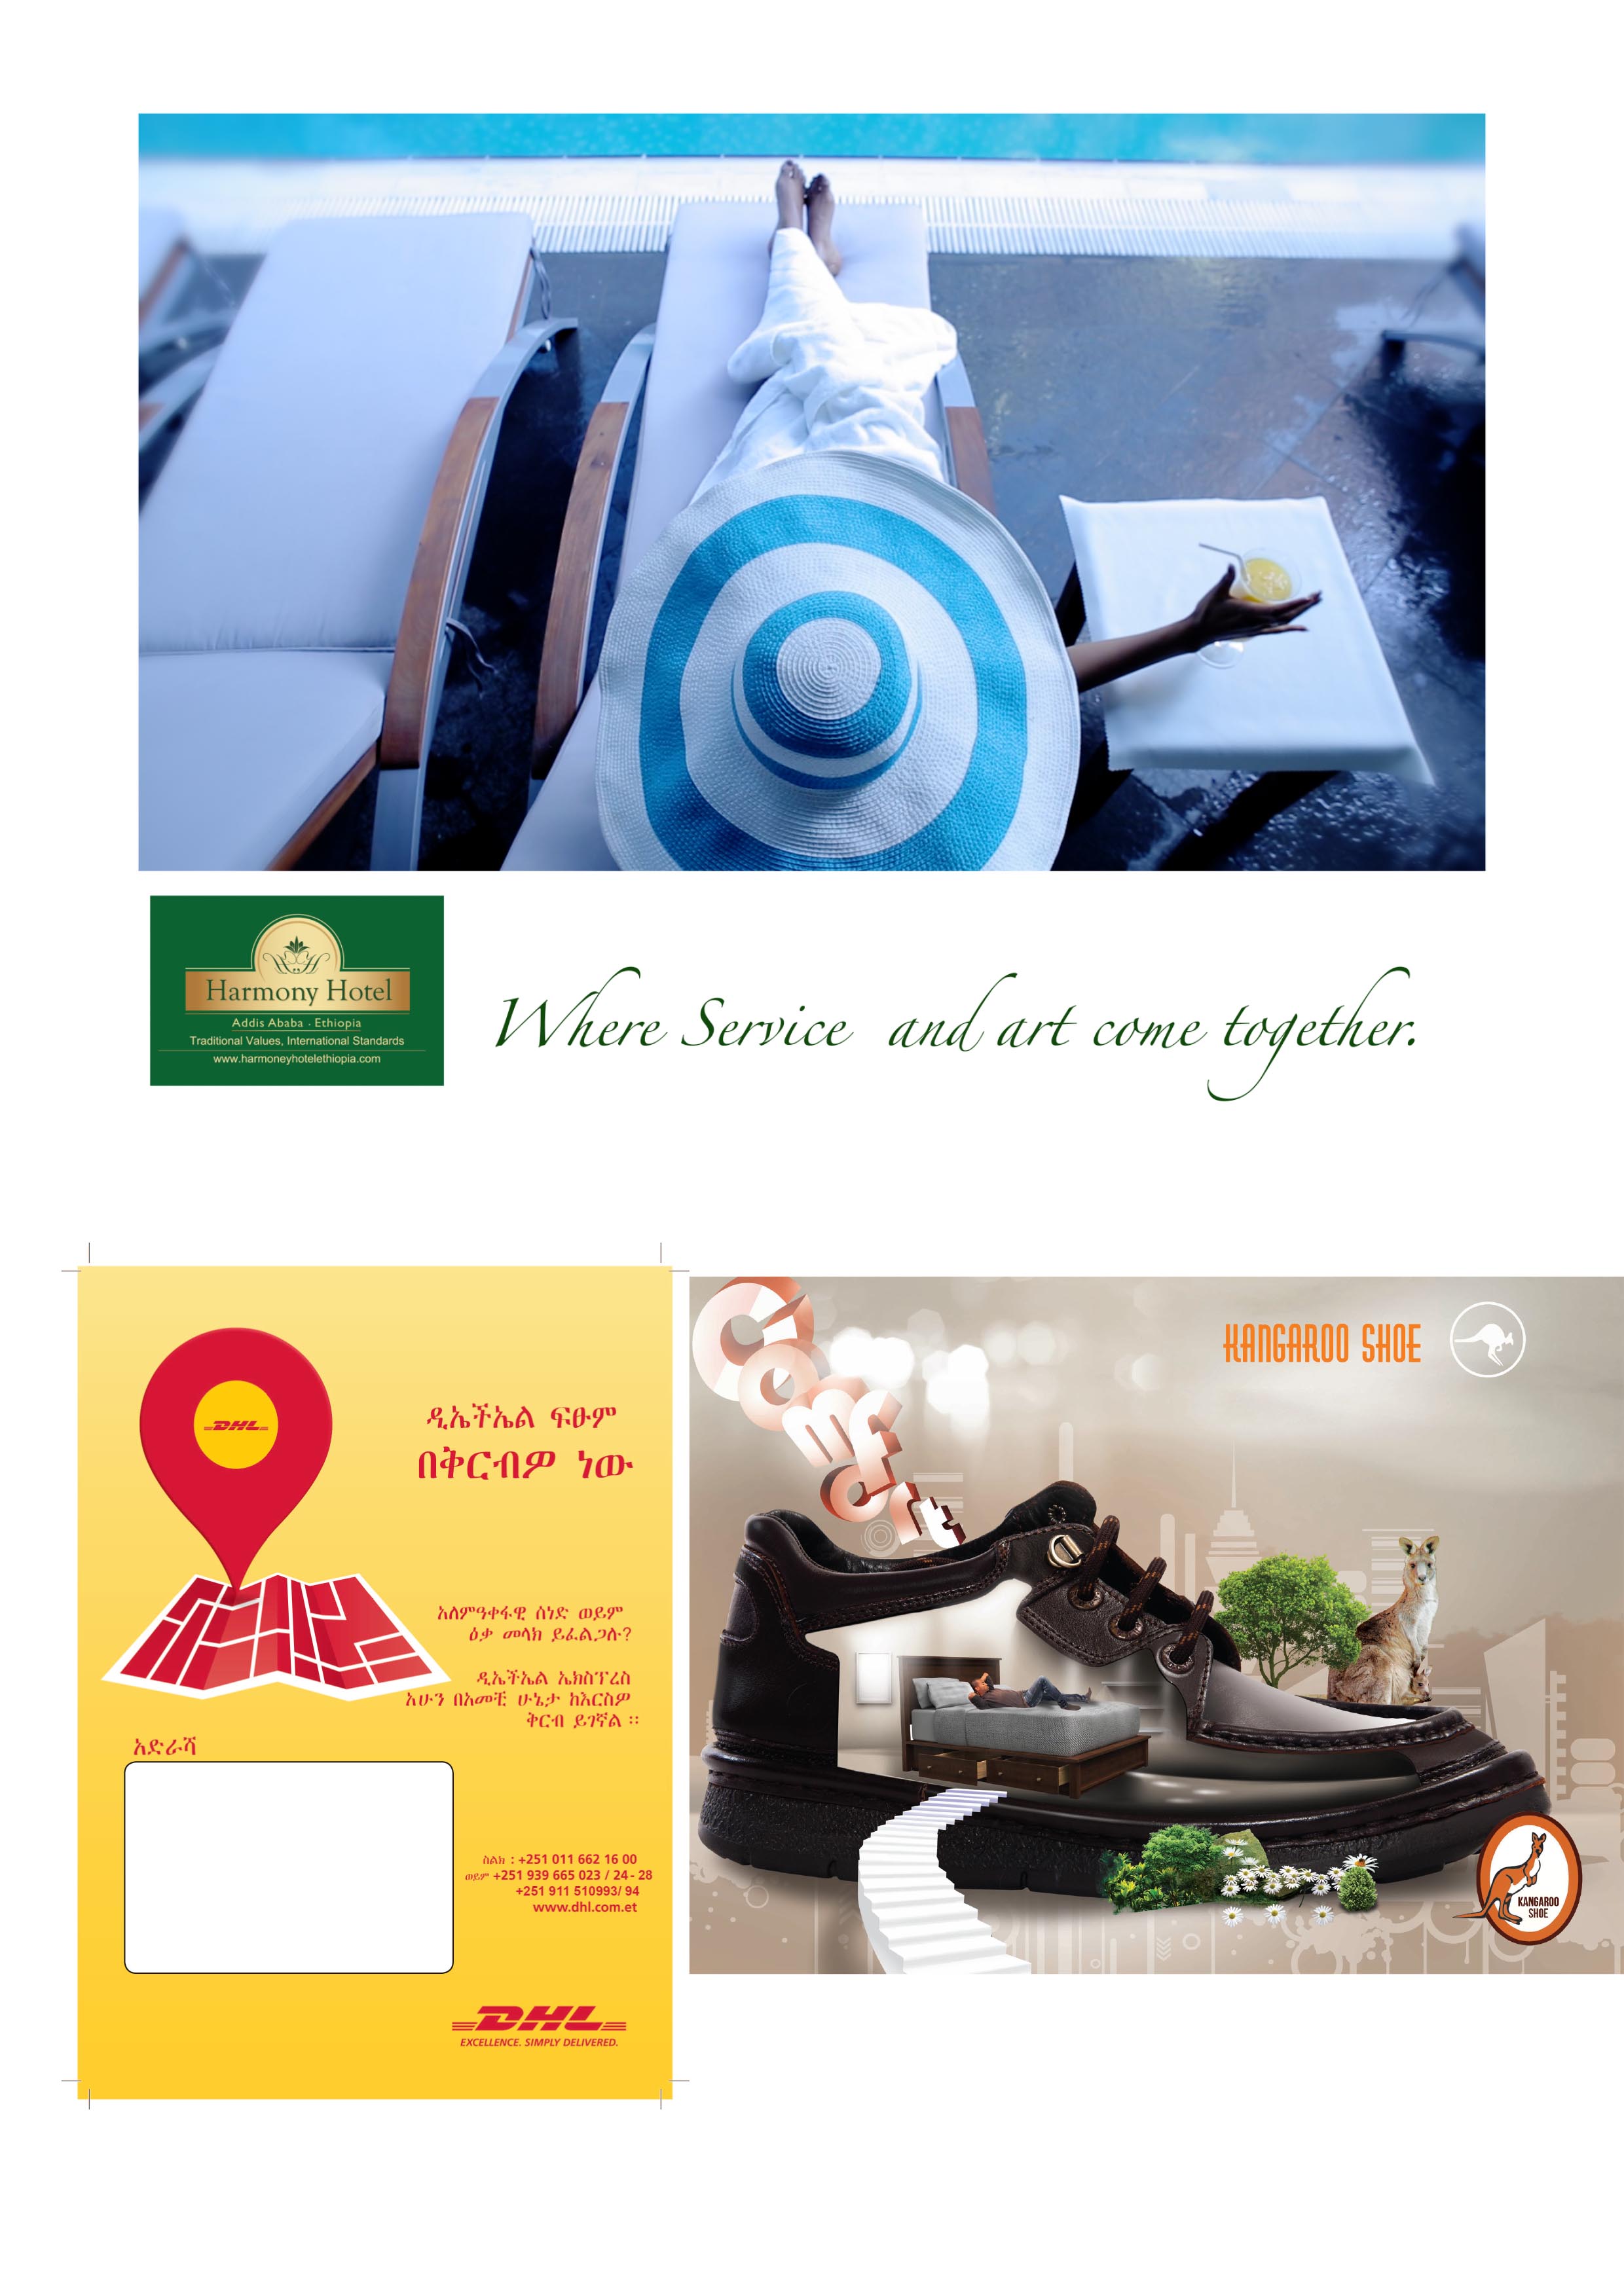 Harmony Hotel
Addis Ababa - Ethiopia
Traditional Values, International Standards
www.harmoneyhotelethiopia.com
Where Service and art come together.
DHL
ዲኤችኤል ፍፁም
በቅርብዎ ነው
አለምዓቀፋዊ ሰነድ ወይም
ዕቃ መላክ ይፈልጋሉ?
ዲኤችኤል ኤክስፕረስ
አሁን በአመቺ ሁኔታ ከእርስዎ
ቅርብ ይገኛል ፡፡
አድራሻ
ስልክ : +251 011 662 16 00
ወይም +251 939 665 023 / 24 - 28
+251 911 510993/ 94
www.dhl.com.et
DHL
EXCELLENCE. SIMPLY DELIVERED.
Comfort
KANGAROO SHOE
KANGAROO
SHOE